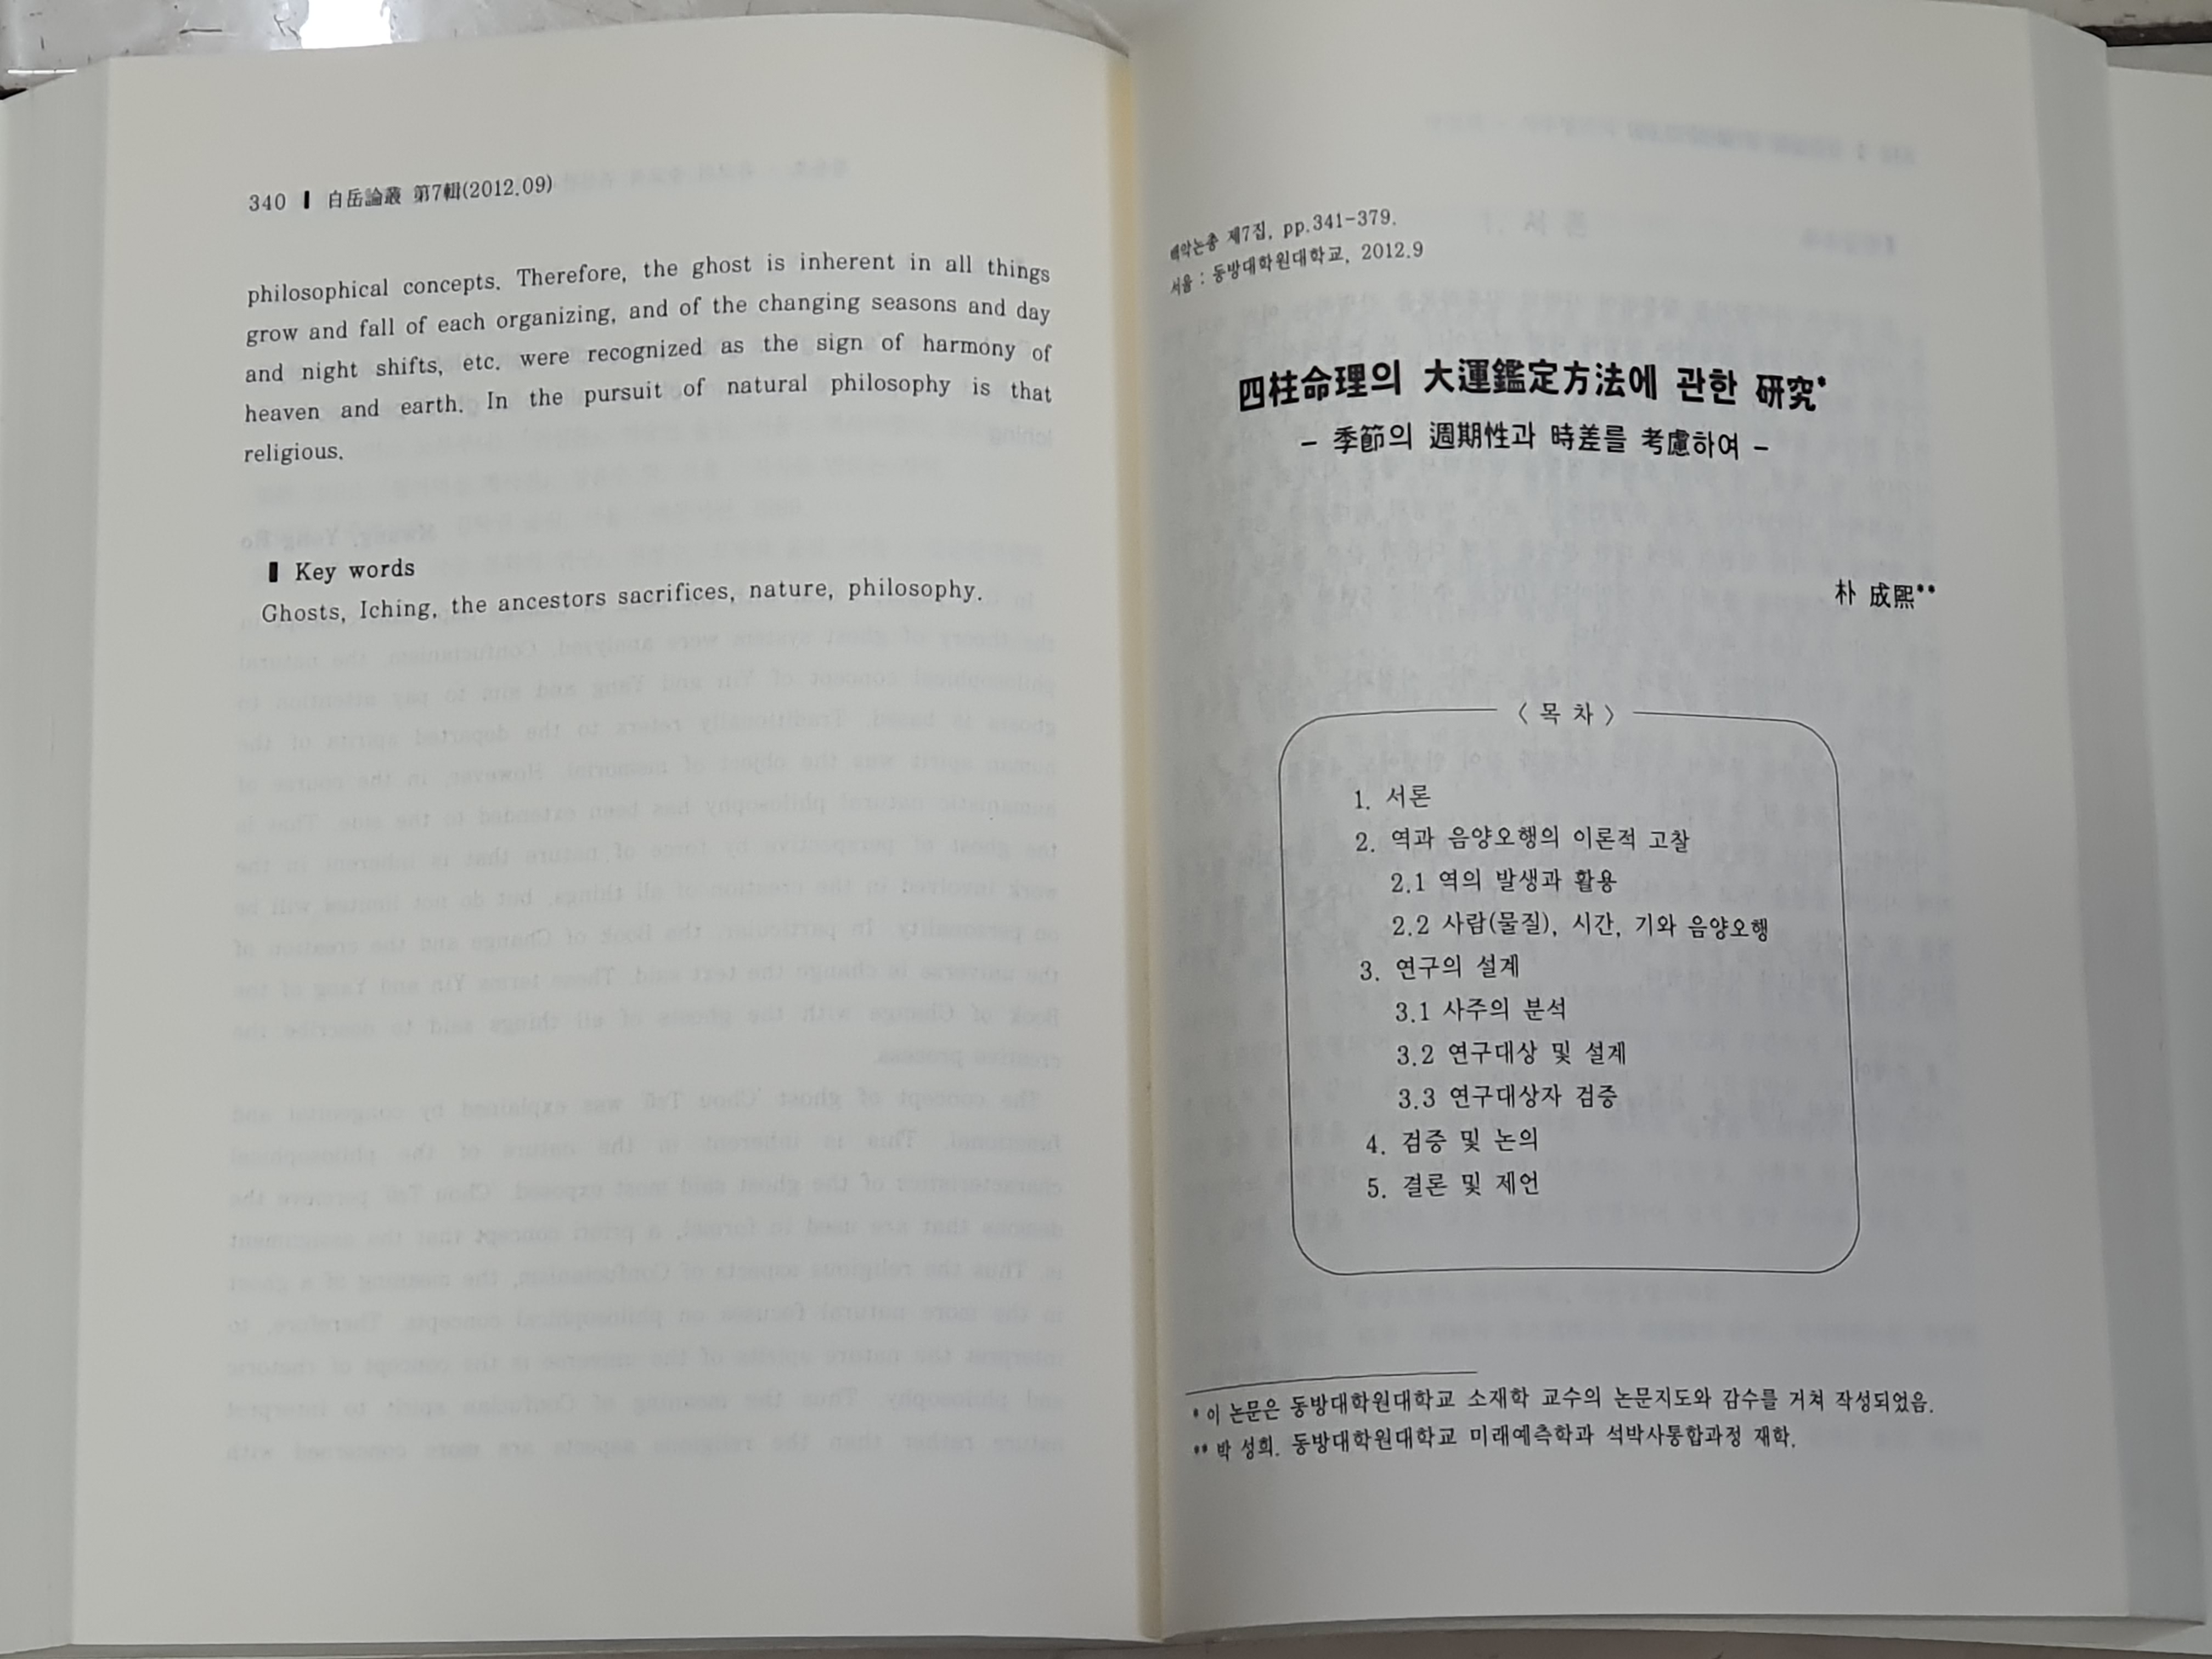 340 ▌ 白岳論叢 第7輯(2012.09)
philosophical concepts. Therefore, the ghost is inherent in all things
grow and fall of each organizing, and of the changing seasons and day
and night shifts, etc. were recognized as the sign of harmony of
heaven and earth. In the pursuit of natural philosophy is that
religious.
▌ Key words
Ghosts, Iching, the ancestors sacrifices, nature, philosophy.
백악논총 제7집, pp.341-379.
서울 : 동방대학원대학교, 2012.9
四柱命理의 大運鑑定方法에 관한 研究*
- 季節의 週期性과 時差를 考慮하여 -
朴 成熙**
〈 목 차 〉
1. 서론
2. 역과 음양오행의 이론적 고찰
2.1 역의 발생과 활용
2.2 사람(물질), 시간, 기와 음양오행
3. 연구의 설계
3.1 사주의 분석
3.2 연구대상 및 설계
3.3 연구대상자 검증
4. 검증 및 논의
5. 결론 및 제언
* 이 논문은 동방대학원대학교 소재학 교수의 논문지도와 감수를 거쳐 작성되었음.
** 박 성희. 동방대학원대학교 미래예측학과 석박사통합과정 재학.